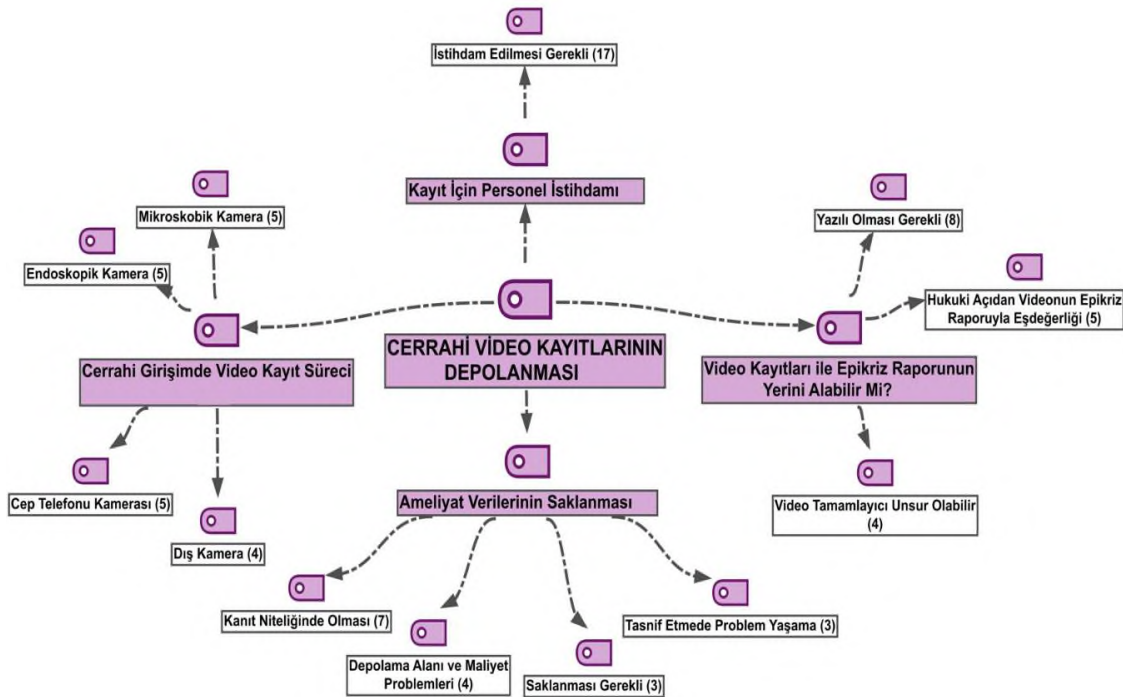 İstihdam Edilmesi Gerekli (17)
Kayıt İçin Personel İstihdamı
Mikroskobik Kamera (5)
Endoskopik Kamera (5)
Yazılı Olması Gerekli (8)
Hukuki Açıdan Videonun Epikriz
Raporuyla Eşdeğerliği (5)
CERRAHİ VİDEO KAYITLARININ
DEPOLANMASI
Cerrahi Girişimde Video Kayıt Süreci
Video Kayıtları ile Epikriz Raporunun
Yerini Alabilir Mi?
Cep Telefonu Kamerası (5)
Dış Kamera (4)
Ameliyat Verilerinin Saklanması
Video Tamamlayıcı Unsur Olabilir
(4)
Kanıt Niteliğinde Olması (7)
Depolama Alanı ve Maliyet
Problemleri (4)
Saklanması Gerekli (3)
Tasnif Etmede Problem Yaşama (3)